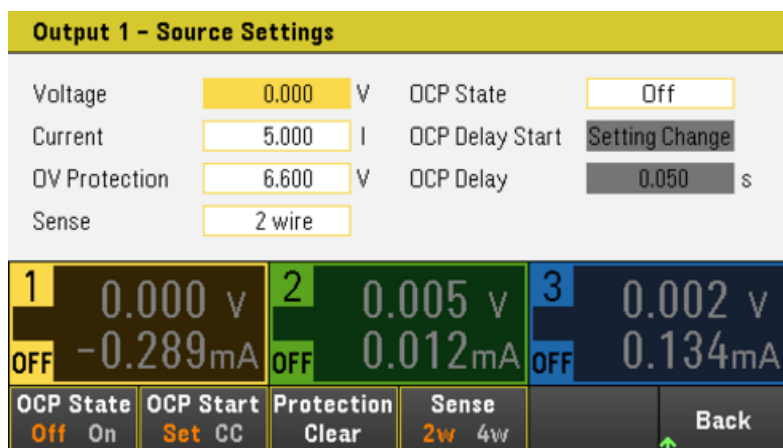 Output 1 - Source Settings
Voltage 0.000 V OCP State Off
Current 5.000 I OCP Delay Start Setting Change
OV Protection 6.600 V OCP Delay 0.050 s
Sense 2 wire
1 0.000 V 2 0.005 V 3 0.002 V
OFF -0.289mA OFF 0.012mA OFF 0.134mA
OCP State OCP Start Protection Sense
Off On Set CC Clear 2w 4w Back